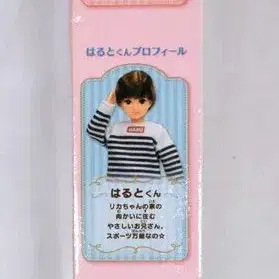 はるとくんプロフィール
HARU
はるとくん
リカちゃんの家の
向かいに住む
やさしいお兄さん。
スポーツ万能なの☆